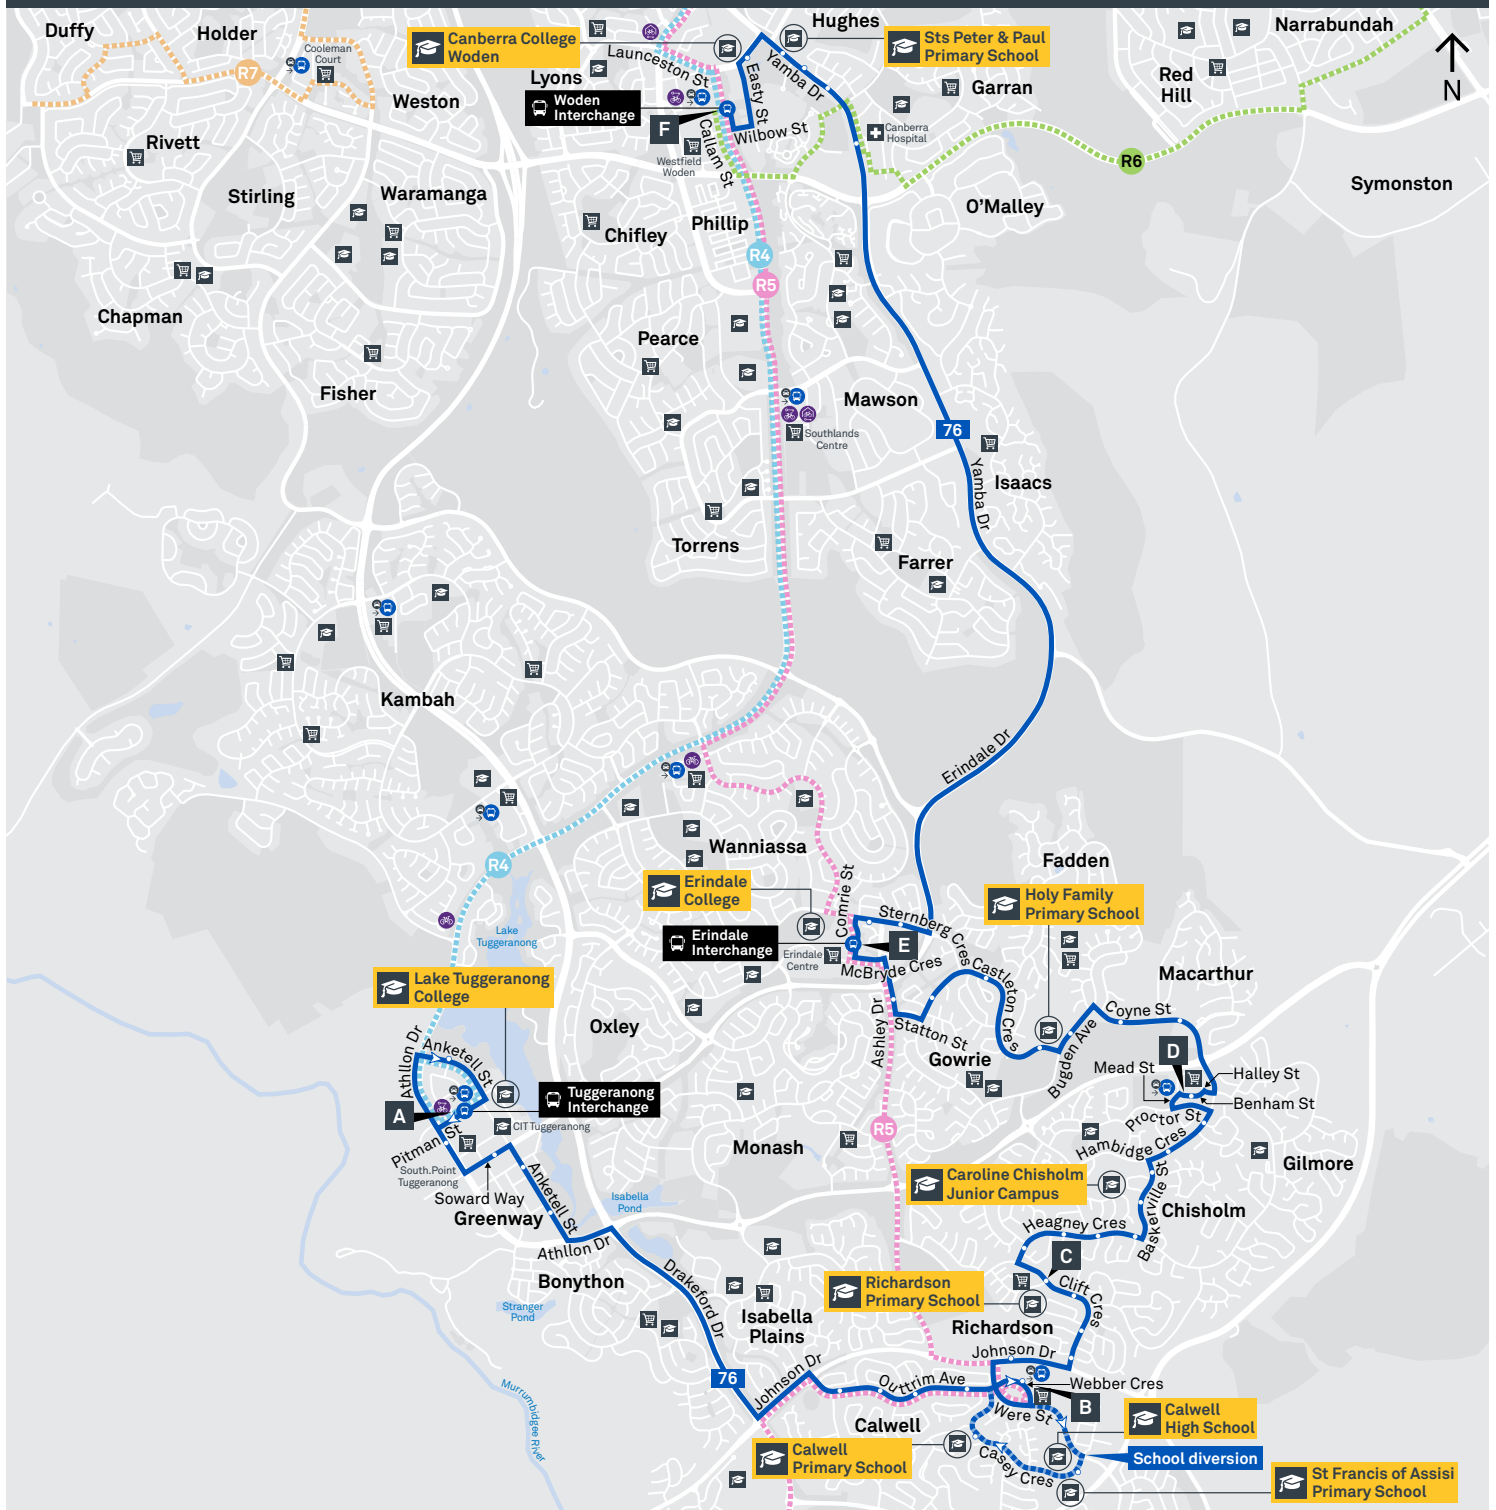 Duffy
Holder
Cooleman
Court
R7
Weston
Canberra College
Woden
Launceston St
Lyons
Hughes
Sts Peter & Paul
Primary School
Yamba Dr
Easty St
Garran
Narrabundah
Red
Hill
N
Woden
Interchange
F
Wilbow St
Callam St
Westfield
Woden
Canberra
Hospital
R6
Rivett
Stirling
Waramanga
Symonston
O'Malley
Chifley
Phillip
R4
R5
Chapman
Pearce
Fisher
Mawson
Southlands
Centre
76
Yamba Dr
Isaacs
Torrens
Farrer
Kambah
Erindale Dr
Wanniassa
R4
Fadden
Erindale
College
Comrie St
Sternberg Cres
Holy Family
Primary School
Lake
Tuggeranong
Erindale
Interchange
E
Erindale
Centre
McBryde Cres
Castleton Cres
Macarthur
Lake Tuggeranong
College
Oxley
Ashley Dr
Statton St
Gowrie
Bugden Ave
Coyne St
D
Mead St
Halley St
Benham St
Proctor St
Athllon Dr
Anketell St
Tuggeranong
Interchange
A
CIT Tuggeranong
Pitman St
South.Point
Tuggeranong
Soward Way
Greenway
Anketell St
Monash
R5
Hambidge Cres
Gilmore
Caroline Chisholm
Junior Campus
Baskerville St
Chisholm
Isabella
Pond
Heagney Cres
C
Athllon Dr
Bonython
Drakeford Dr
Clift Cres
Richardson
Primary School
Richardson
Stranger
Pond
Isabella
Plains
Johnson Dr
76
Johnson Dr
Outtrim Ave
Webber Cres
B
Were St
Murrumbidgee River
Calwell
Calwell
High School
Calwell
Primary School
Casey Cres
School diversion
St Francis of Assisi
Primary School